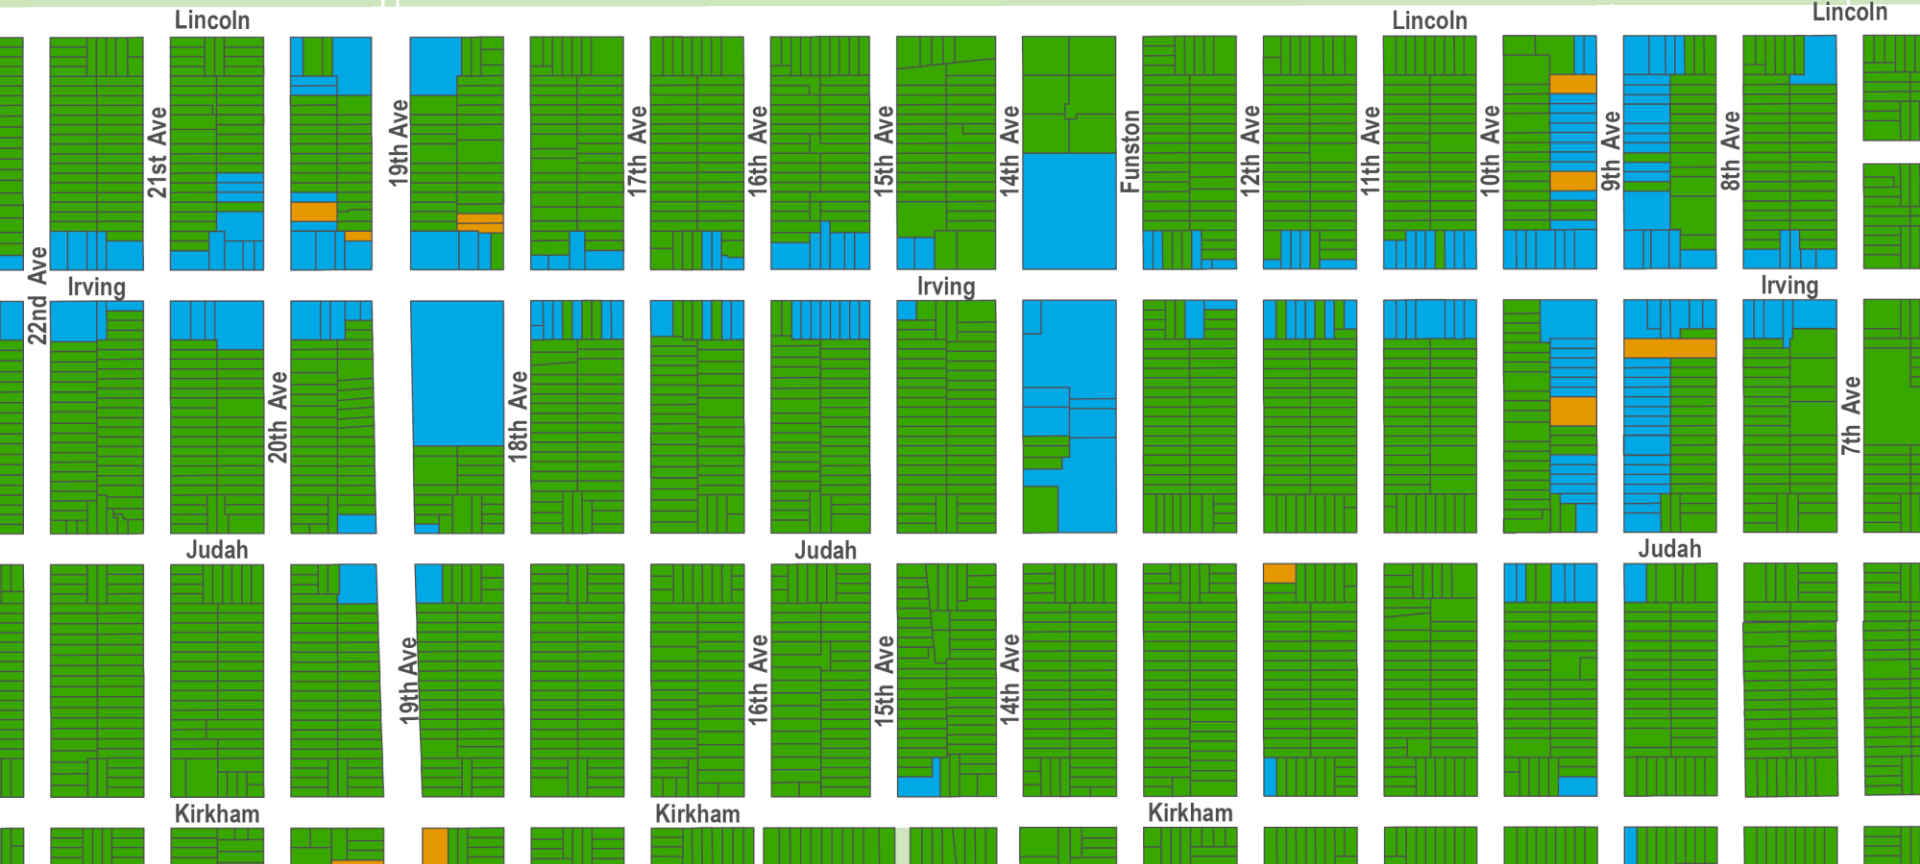 Lincoln
Lincoln
Lincoln
21st Ave
19th Ave
17th Ave
16th Ave
15th Ave
14th Ave
Funston
12th Ave
11th Ave
10th Ave
9th Ave
8th Ave
22nd Ave
Irving
Irving
Irving
20th Ave
18th Ave
7th Ave
Judah
Judah
Judah
19th Ave
16th Ave
15th Ave
14th Ave
Kirkham
Kirkham
Kirkham